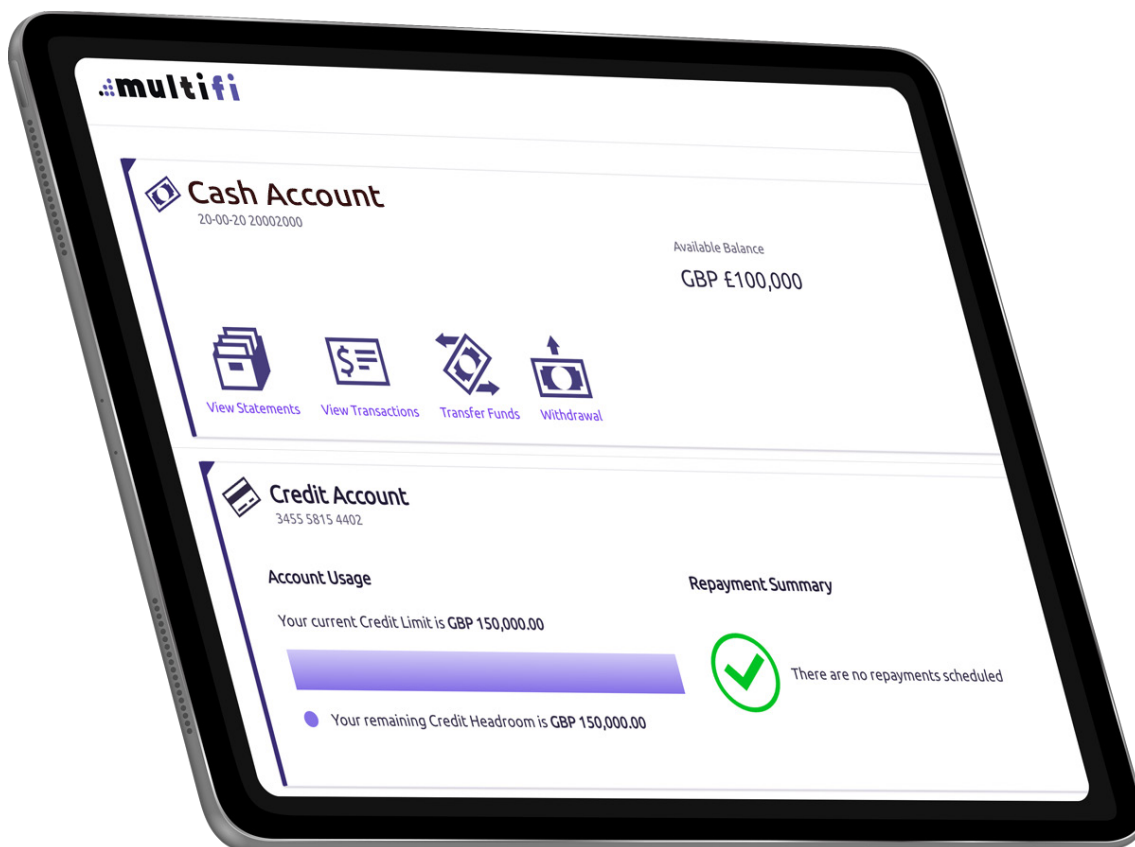 multifi
Cash Account
20-00-20 20002000
Available Balance
GBP £100,000
View Statements
View Transactions
Transfer Funds
Withdrawal
Credit Account
3455 5815 4402
Account Usage
Your current Credit Limit is GBP 150,000.00
Your remaining Credit Headroom is GBP 150,000.00
Repayment Summary
There are no repayments scheduled